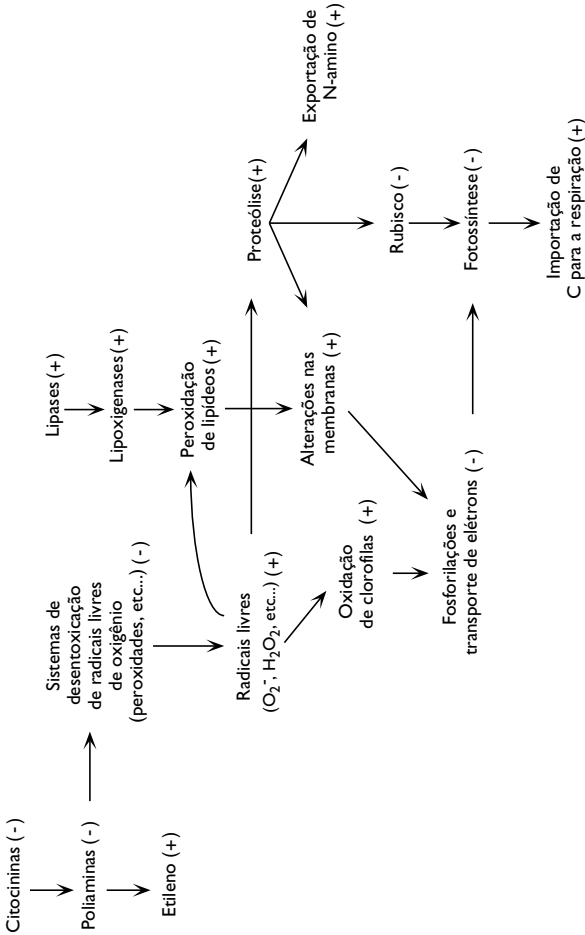 Citocininas (-)
Poliaminas (-)
Etileno (+)
Sistemas de
desentoxicação
de radicais livres
de oxigênio
(peroxidades, etc...) (-)
Radicais livres
(O2-, H2O2, etc...) (+)
Oxidação
de clorofilas (+)
Fosforilações e
transporte de elétrons (-)
Lipases (+)
Lipoxigenases (+)
Peroxidação
de lipídeos (+)
Alterações nas
membranas (+)
Proteólise (+)
Exportação de
N-amino (+)
Rubisco (-)
Fotossíntese (-)
Importação de
C para a respiração (+)